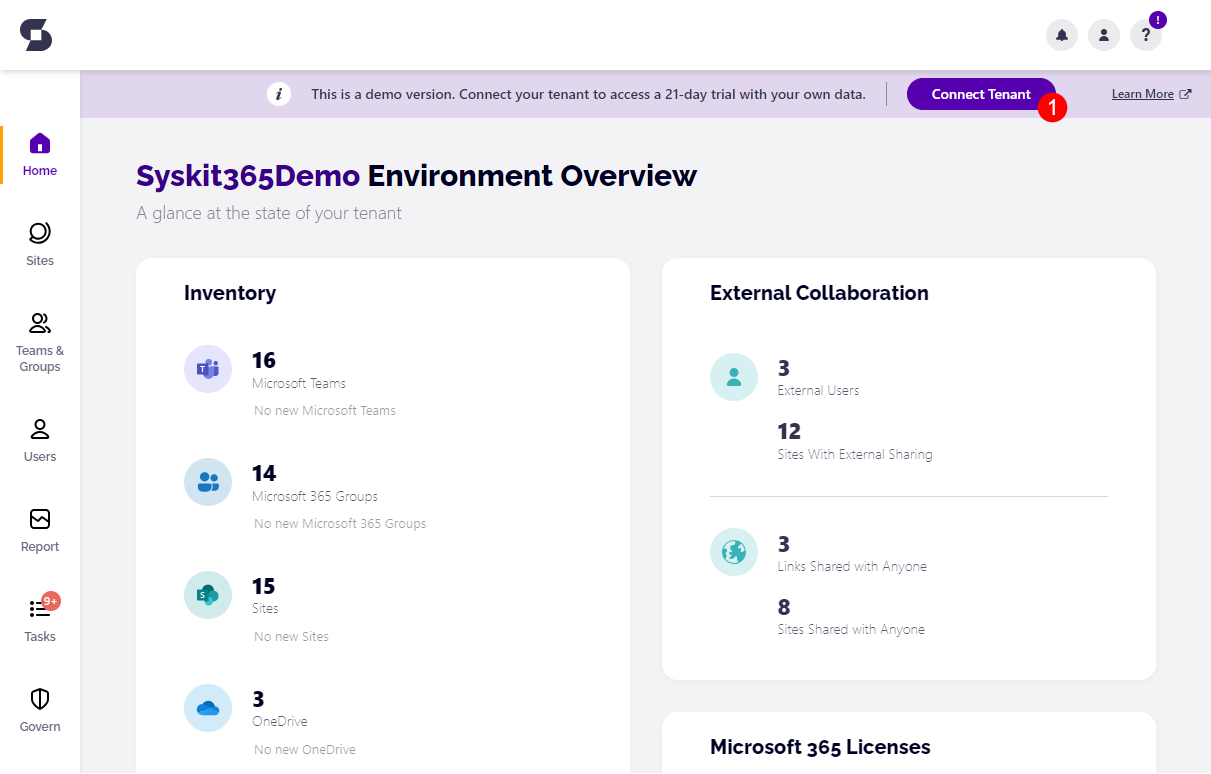 !
?
i This is a demo version. Connect your tenant to access a 21-day trial with your own data. Connect Tenant 1 Learn More
Home
Sites
Teams &
Groups
Users
Report
9+
Tasks
Govern
Syskit365Demo Environment Overview
A glance at the state of your tenant
Inventory
T
16
Microsoft Teams
No new Microsoft Teams
14
Microsoft 365 Groups
No new Microsoft 365 Groups
S
15
Sites
No new Sites
3
OneDrive
No new OneDrive
External Collaboration
3
External Users
12
Sites With External Sharing
3
Links Shared with Anyone
8
Sites Shared with Anyone
Microsoft 365 Licenses